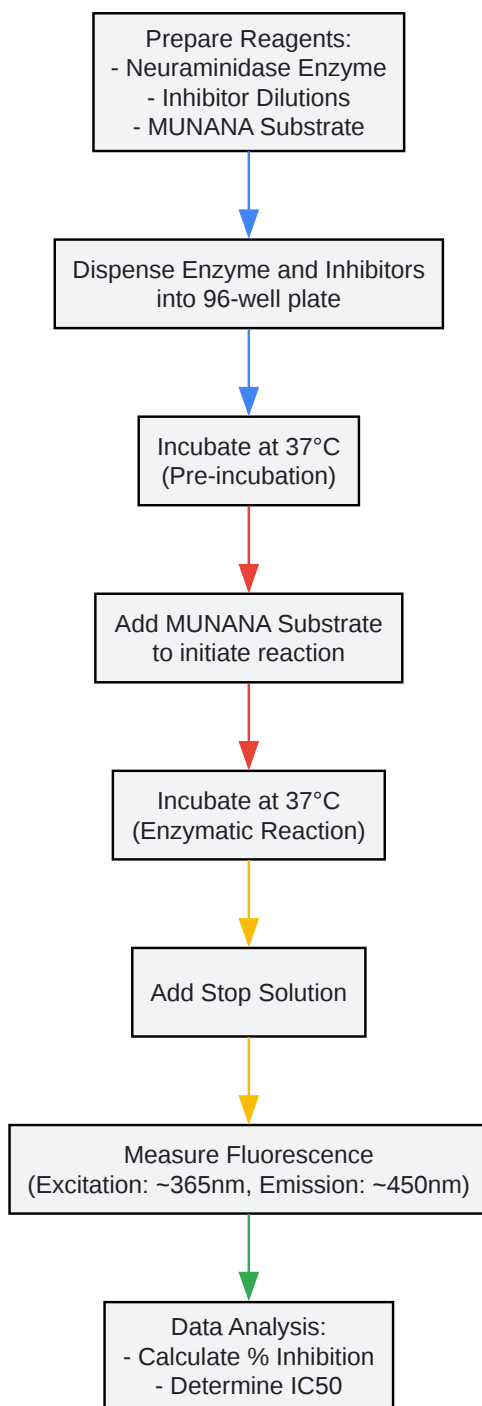 Prepare Reagents:
- Neuraminidase Enzyme
- Inhibitor Dilutions
- MUNANA Substrate
Dispense Enzyme and Inhibitors
into 96-well plate
Incubate at 37°C
(Pre-incubation)
Add MUNANA Substrate
to initiate reaction
Incubate at 37°C
(Enzymatic Reaction)
Add Stop Solution
Measure Fluorescence
(Excitation: ~365nm, Emission: ~450nm)
Data Analysis:
- Calculate % Inhibition
- Determine IC50